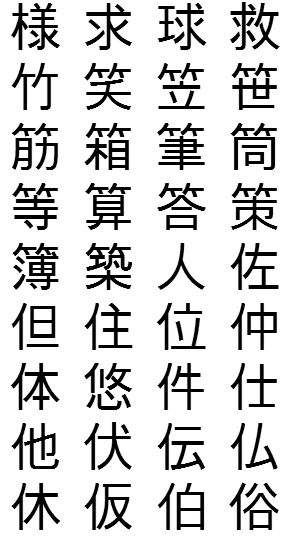 様 求 球 救
竹 笑 笠 笹
筋 箱 筆 筒
等 算 答 策
簿 築 人 佐
但 住 位 仲
体 悠 件 仕
他 伏 伝 仏
休 仮 伯 俗